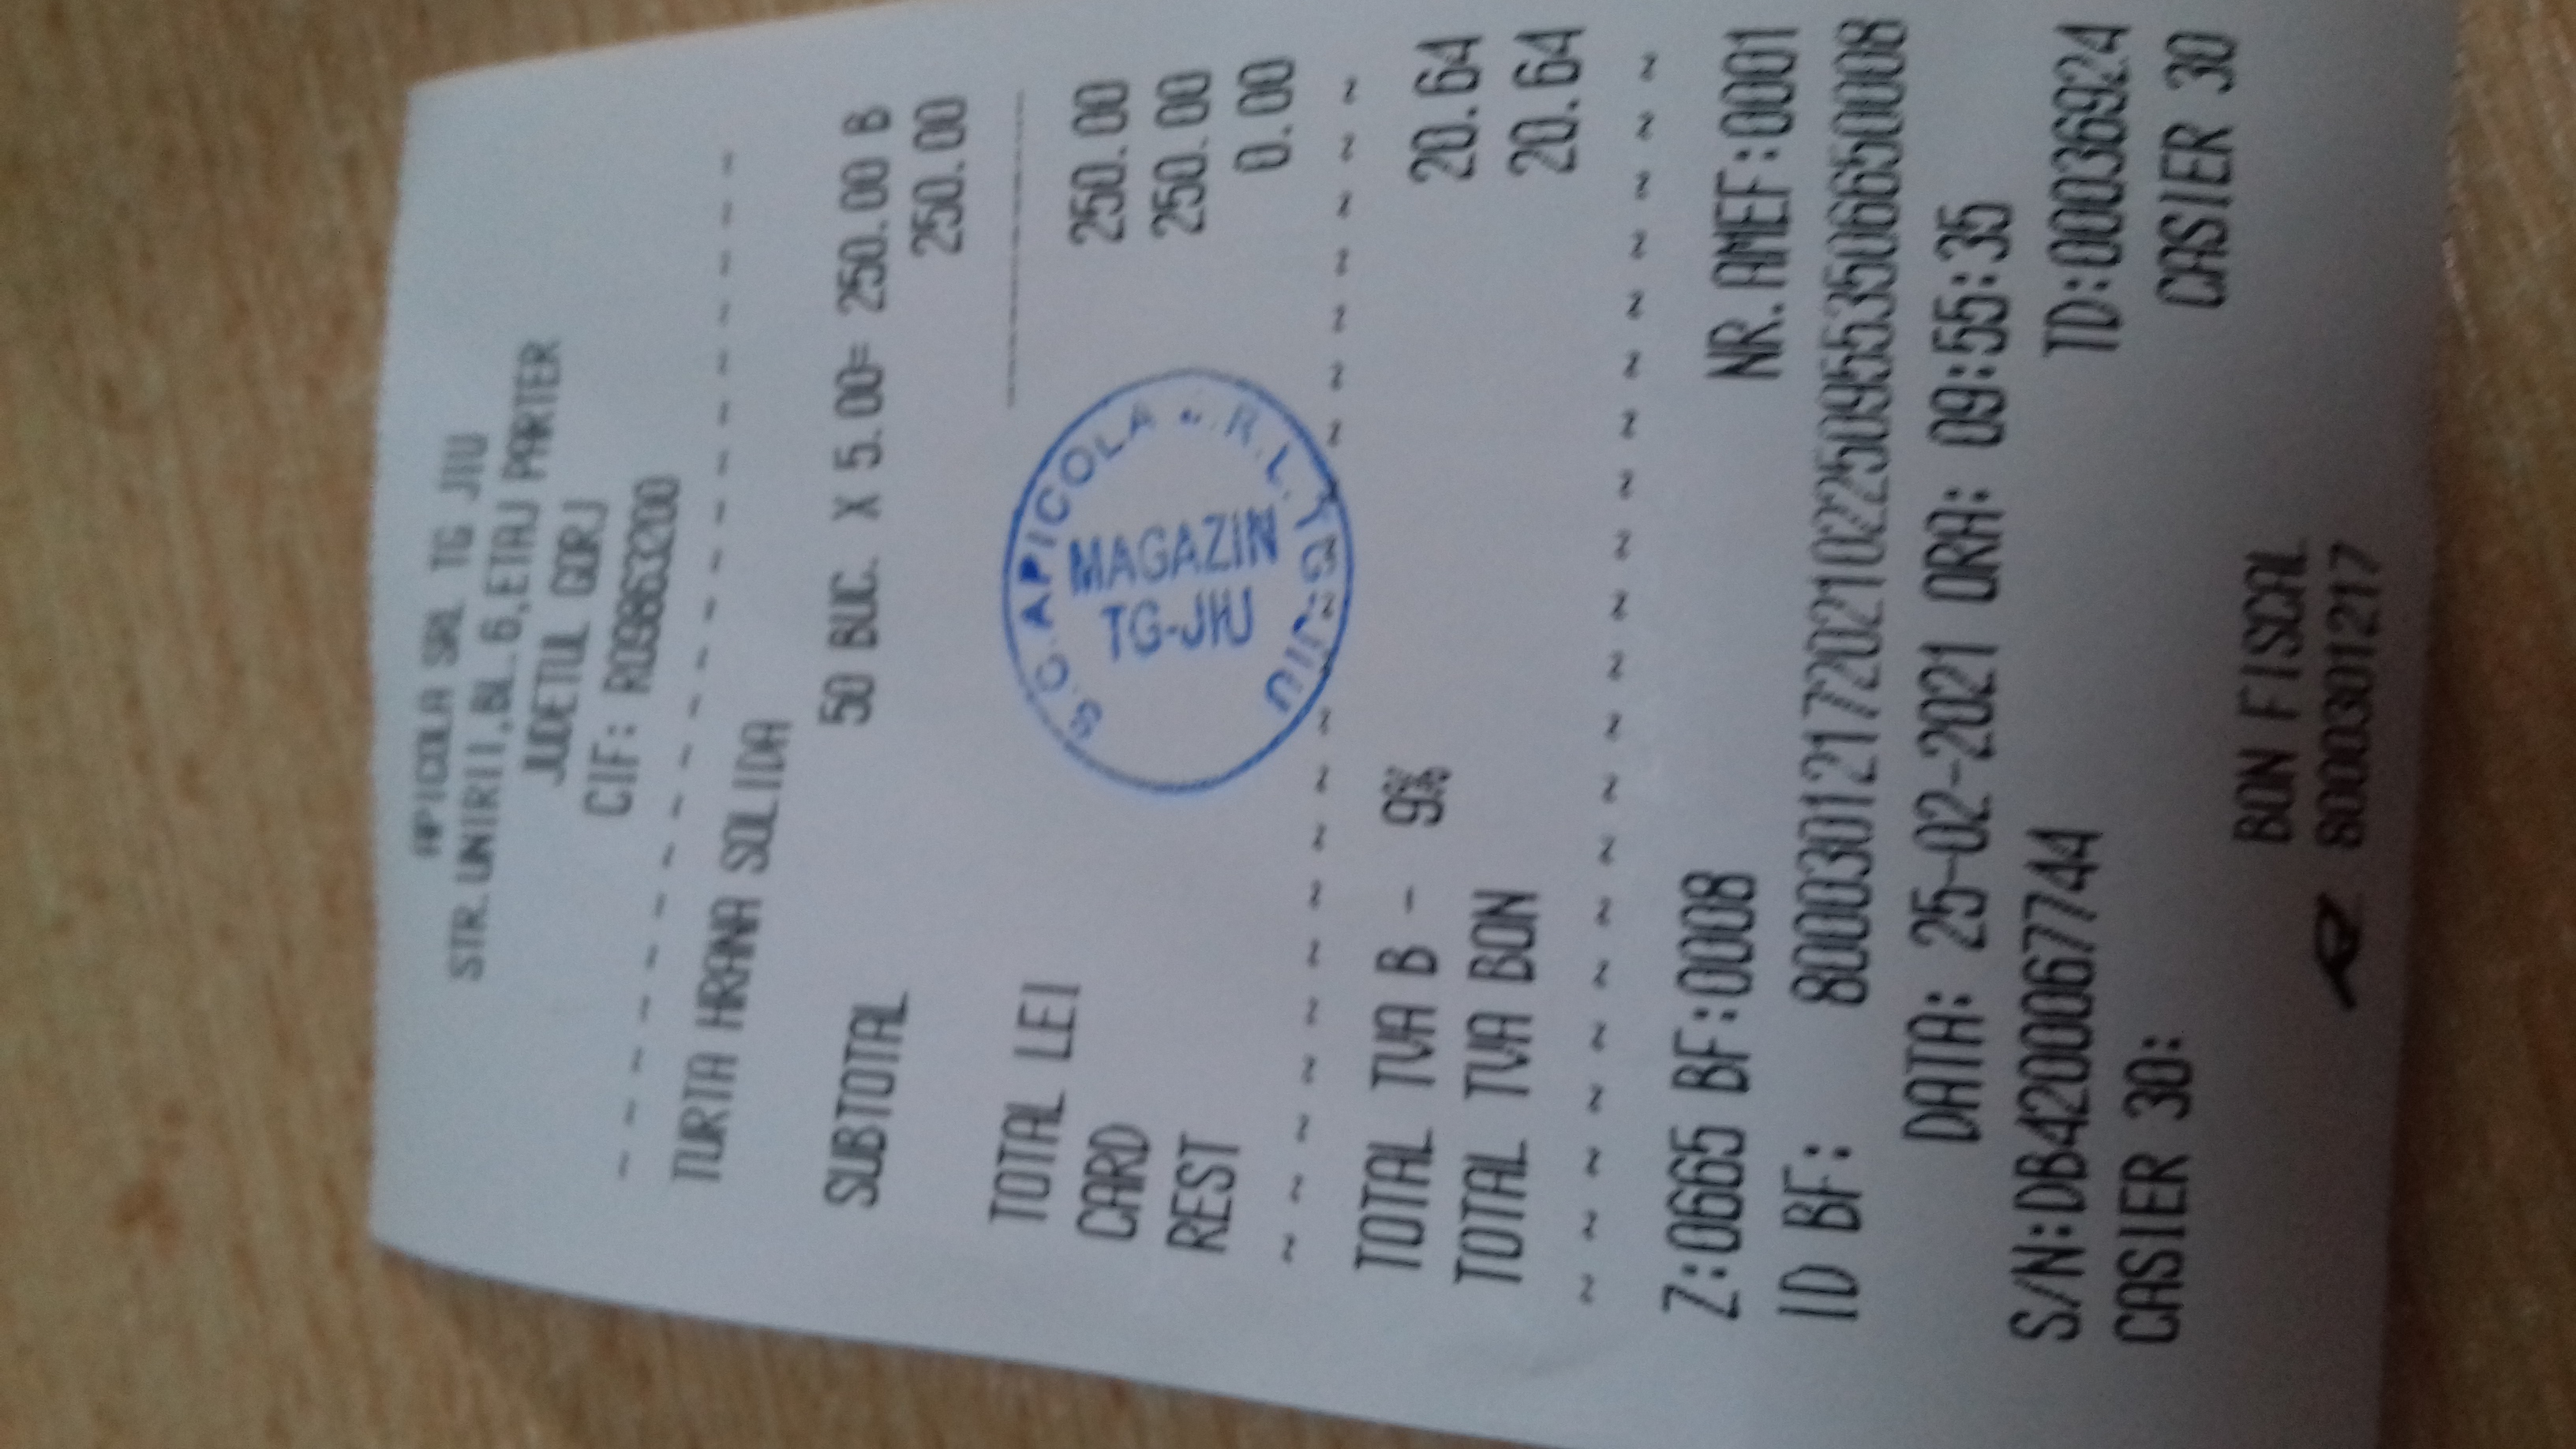 APICOLA SRL TG JIU
STR.UNIRII,BL.6,ETAJ PARTER
JUDETUL GORJ
CIF: RO9863200
TURTA HRANA SOLIDA
50 BUC. X 5.00= 250.00 B
SUBTOTAL 250.00
TOTAL LEI 250.00
CARD 250.00
REST 0.00
S.C. APICOLA S.R.L. TG-JIU
MAGAZIN
TG-JIU
TOTAL TVA B - 9% 20.64
TOTAL TVA BON 20.64
Z:0665 BF:0008 NR.AMEF:0001
ID BF: 80003012172021022509553506650008
DATA: 25-02-2021 ORA: 09:55:35
S/N:DB4200067744 TD:00036924
CASIER 30: CASIER 30
BON FISCAL
8000301217